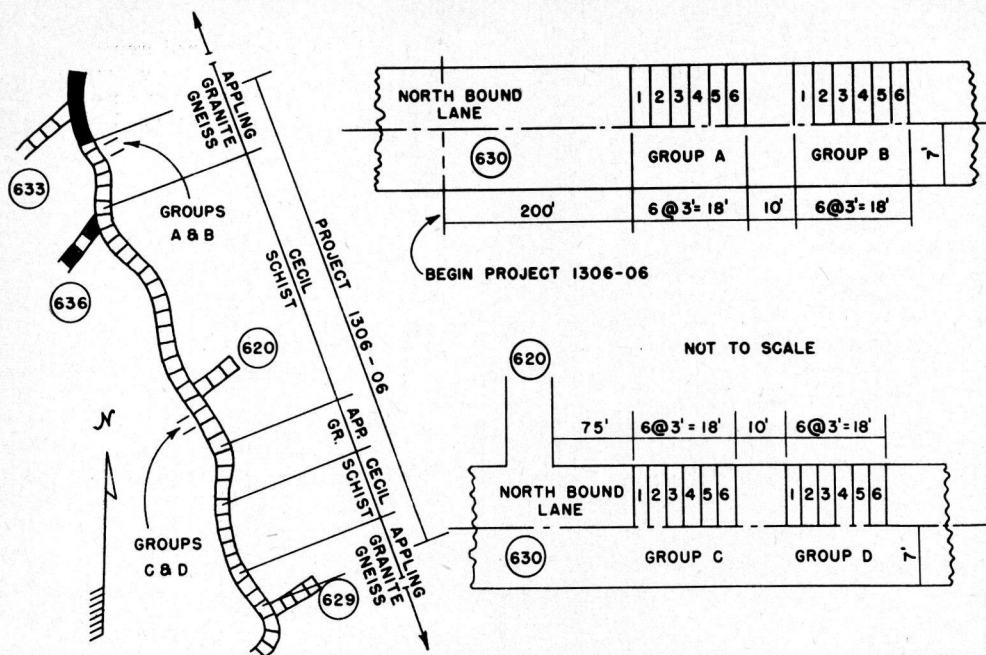 APPLING
GRANITE
GNEISS
633
GROUPS
A & B
PROJECT 1306-06
CECIL
SCHIST
636
620
N
APP.
GR.
CECIL
SCHIST
GROUPS
C & D
APPLING
GRANITE
GNEISS
629
NORTH BOUND
LANE
1 2 3 4 5 6
1 2 3 4 5 6
630
GROUP A
GROUP B
7'
200'
6@3'=18'
10'
6@3'=18'
BEGIN PROJECT 1306-06
NOT TO SCALE
620
75'
6@3'=18'
10'
6@3'=18'
NORTH BOUND
LANE
1 2 3 4 5 6
1 2 3 4 5 6
630
GROUP C
GROUP D
7'